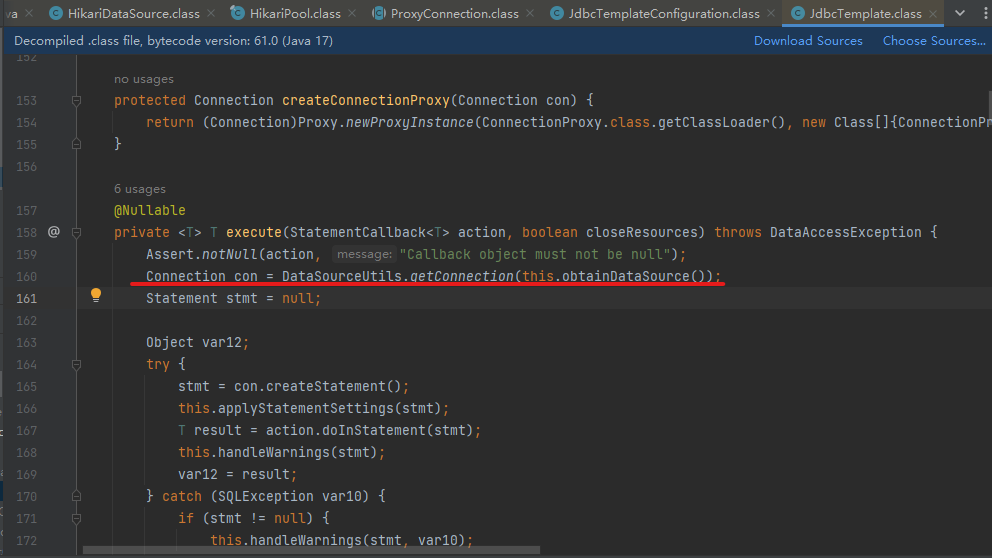 va
HikariDataSource.class
HikariPool.class
ProxyConnection.class
JdbcTemplateConfiguration.class
JdbcTemplate.class
Decompiled .class file, bytecode version: 61.0 (Java 17) Download Sources Choose Sources...
152
no usages
153 protected Connection createConnectionProxy(Connection con) {
154 return (Connection)Proxy.newProxyInstance(ConnectionProxy.class.getClassLoader(), new Class[]{ConnectionPr
155 }
156
6 usages
157 @Nullable
158 @ private <T> T execute(StatementCallback<T> action, boolean closeResources) throws DataAccessException {
159 Assert.notNull(action, message: "Callback object must not be null");
160 Connection con = DataSourceUtils.getConnection(this.obtainDataSource());
161 Statement stmt = null;
162
163 Object var12;
164 try {
165 stmt = con.createStatement();
166 this.applyStatementSettings(stmt);
167 T result = action.doInStatement(stmt);
168 this.handleWarnings(stmt);
169 var12 = result;
170 } catch (SQLException var10) {
171 if (stmt != null) {
172 this.handleWarnings(stmt, var10);